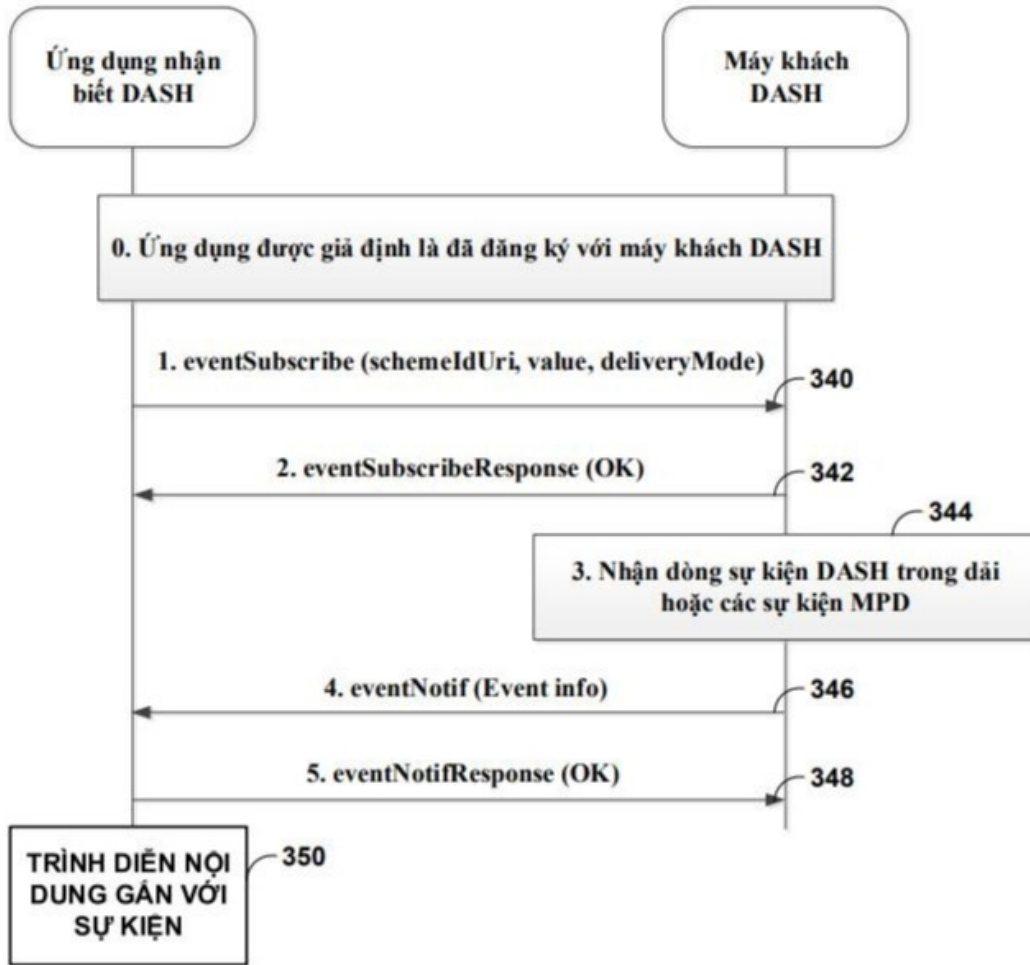 Ứng dụng nhận
biết DASH
Máy khách
DASH
0. Ứng dụng được giả định là đã đăng ký với máy khách DASH
1. eventSubscribe (schemeIdUri, value, deliveryMode)
340
2. eventSubscribeResponse (OK)
342
344
3. Nhận dòng sự kiện DASH trong dải
hoặc các sự kiện MPD
4. eventNotif (Event info)
346
5. eventNotifResponse (OK)
348
TRÌNH DIỄN NỘI
DUNG GẮN VỚI
SỰ KIỆN
350